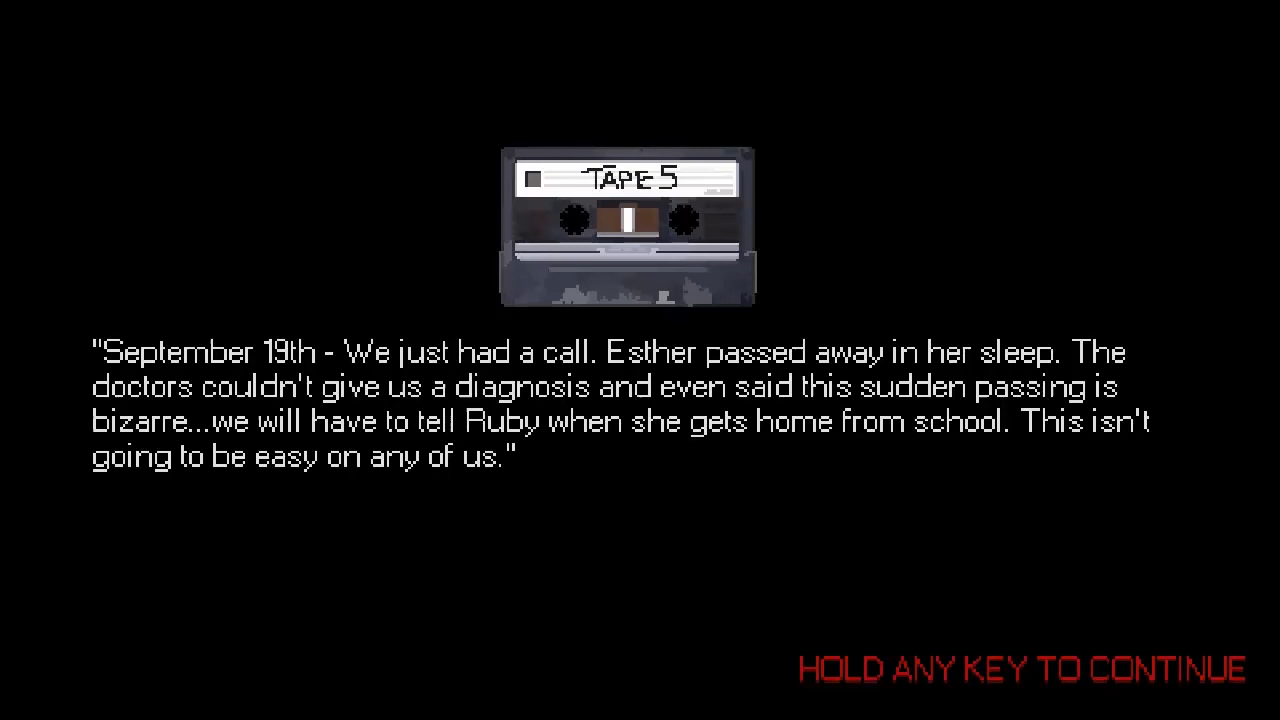 TAPE 5
"September 19th - We just had a call. Esther passed away in her sleep. The
doctors couldn't give us a diagnosis and even said this sudden passing is
bizarre...we will have to tell Ruby when she gets home from school. This isn't
going to be easy on any of us."
HOLD ANY KEY TO CONTINUE